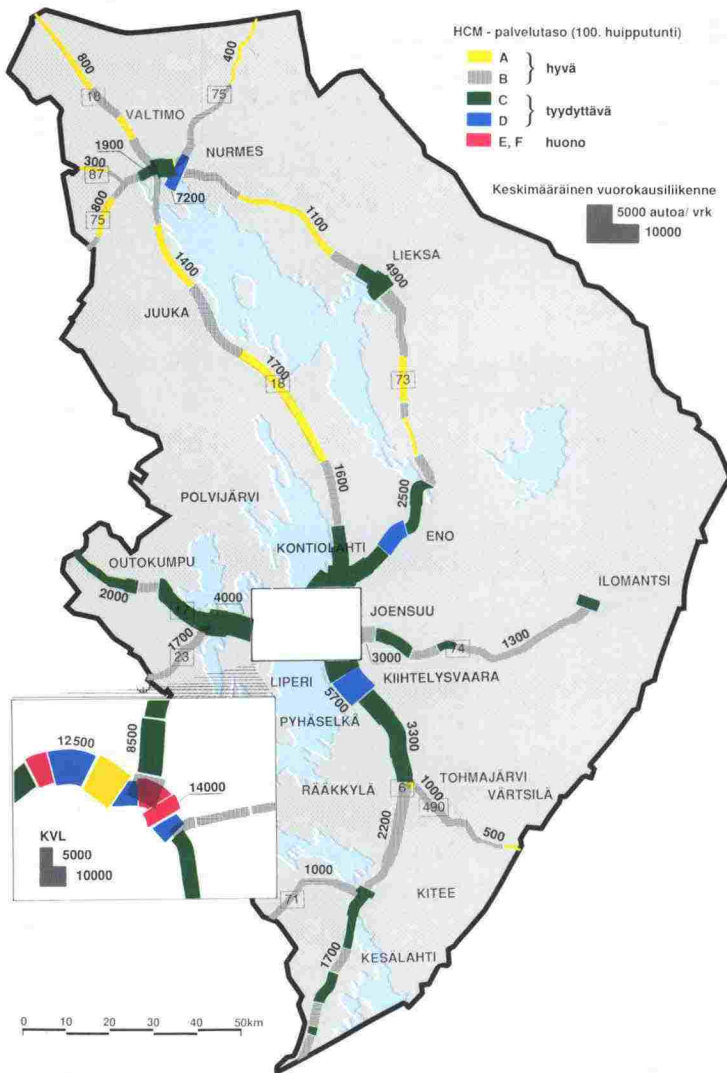 HCM - palvelutaso (100. huipputunti)
A
B
hyvä
C
D
tyydyttävä
E, F huono
Keskimääräinen vuorokausiliikenne
5000 autoa/ vrk
10000
800
400
18
75
VALTIMO
1900
NURMES
300
87
7200
800
75
1100
LIEKSA
4900
1400
JUUKA
1700
18
73
1600
2500
POLVIJÄRVI
ENO
KONTIOLAHTI
OUTOKUMPU
ILOMANTSI
2000
4000
JOENSUU
1700
23
3000
74
1300
LIPERI
KIIHTELYSVAARA
5700
PYHÄSELKÄ
3300
12500
8500
14000
RÄÄKKYLÄ
6
TOHMAJÄRVI
1000
VÄRTSILÄ
490
2200
500
KVL
5000
10000
1000
71
KITEE
KESÄLAHTI
1700
0 10 20 30 40 50km